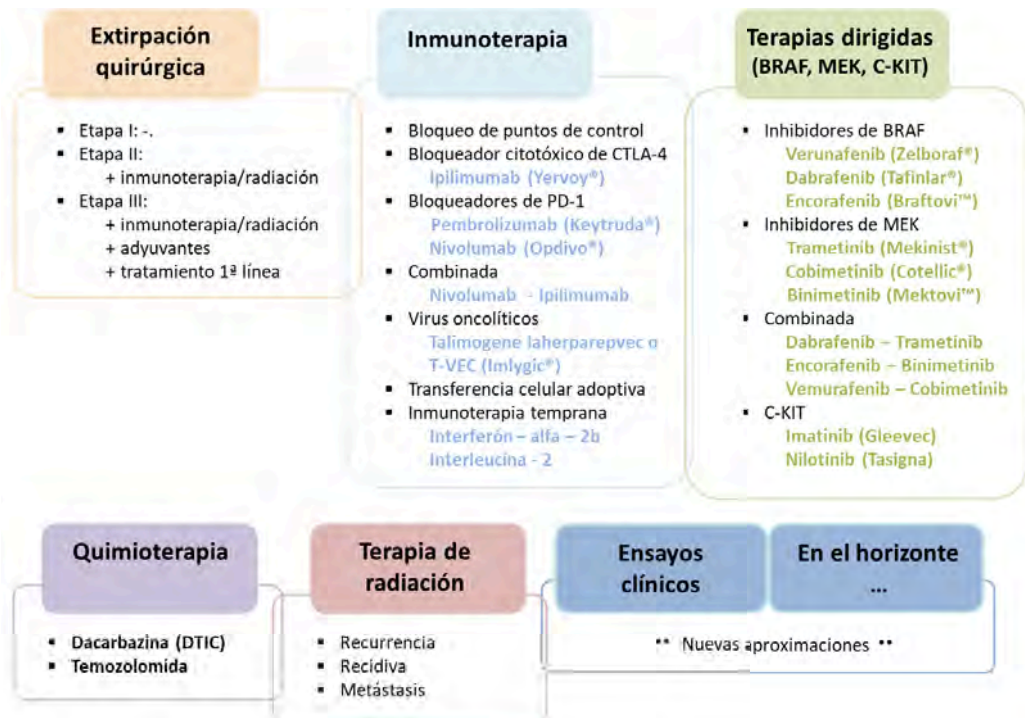 Extirpación
quirúrgica
▪ Etapa I: -.
▪ Etapa II:
+ inmunoterapia/radiación
▪ Etapa III:
+ inmunoterapia/radiación
+ adyuvantes
+ tratamiento 1ª línea
Inmunoterapia
▪ Bloqueo de puntos de control
▪ Bloqueador citotóxico de CTLA-4
Ipilimumab (Yervoy®)
▪ Bloqueadores de PD-1
Pembrolizumab (Keytruda®)
Nivolumab (Opdivo®)
▪ Combinada
Nivolumab - Ipilimumab
▪ Virus oncolíticos
Talimogene laherparepvec o
T-VEC (Imlygic®)
▪ Transferencia celular adoptiva
▪ Inmunoterapia temprana
Interferón – alfa – 2b
Interleucína - 2
Terapias dirigidas
(BRAF, MEK, C-KIT)
▪ Inhibidores de BRAF
Verunafenib (Zelboraf®)
Dabrafenib (Tafinlar®)
Encorafenib (Braftovi™)
▪ Inhibidores de MEK
Trametinib (Mekinist®)
Cobimetinib (Cotellic®)
Binimetinib (Mektovi™)
▪ Combinada
Dabrafenib – Trametinib
Encorafenib – Binimetinib
Vemurafenib – Cobimetinib
▪ C-KIT
Imatinib (Gleevec)
Nilotinib (Tasigna)
Quimioterapia
▪ Dacarbazina (DTIC)
▪ Temozolomida
Terapia de
radiación
▪ Recurrencia
▪ Recidiva
▪ Metástasis
Ensayos
clínicos
En el horizonte
...
** Nuevas aproximaciones **